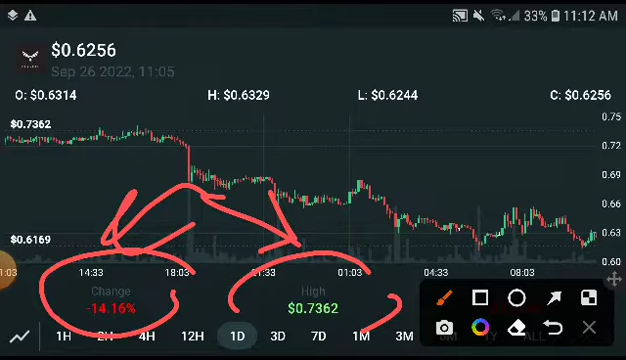 33% 11:12 AM
$0.6256
Sep 26 2022, 11:05
O: $0.6314 H: $0.6329 L: $0.6244 C: $0.6256
$0.7362
0.75
0.72
0.69
0.66
0.63
0.60
$0.6169
14:33 18:03 21:33 01:03 04:33 08:03
Change High
-14.16% $0.7362
1H 2H 4H 12H 1D 3D 7D 1M 3M